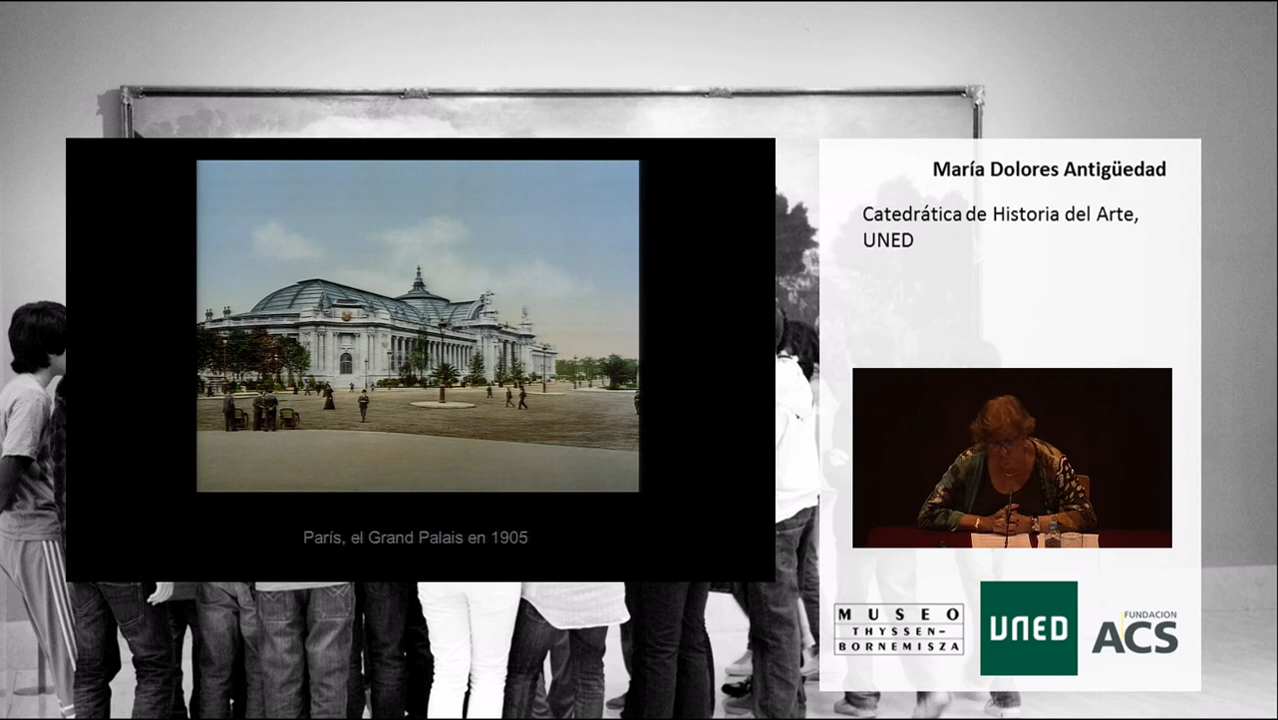 París, el Grand Palais en 1905
María Dolores Antigüedad
Catedrática de Historia del Arte,
UNED
MUSEO
THYSSEN-
BORNEMISZA
UNED
FUNDACION
ACS